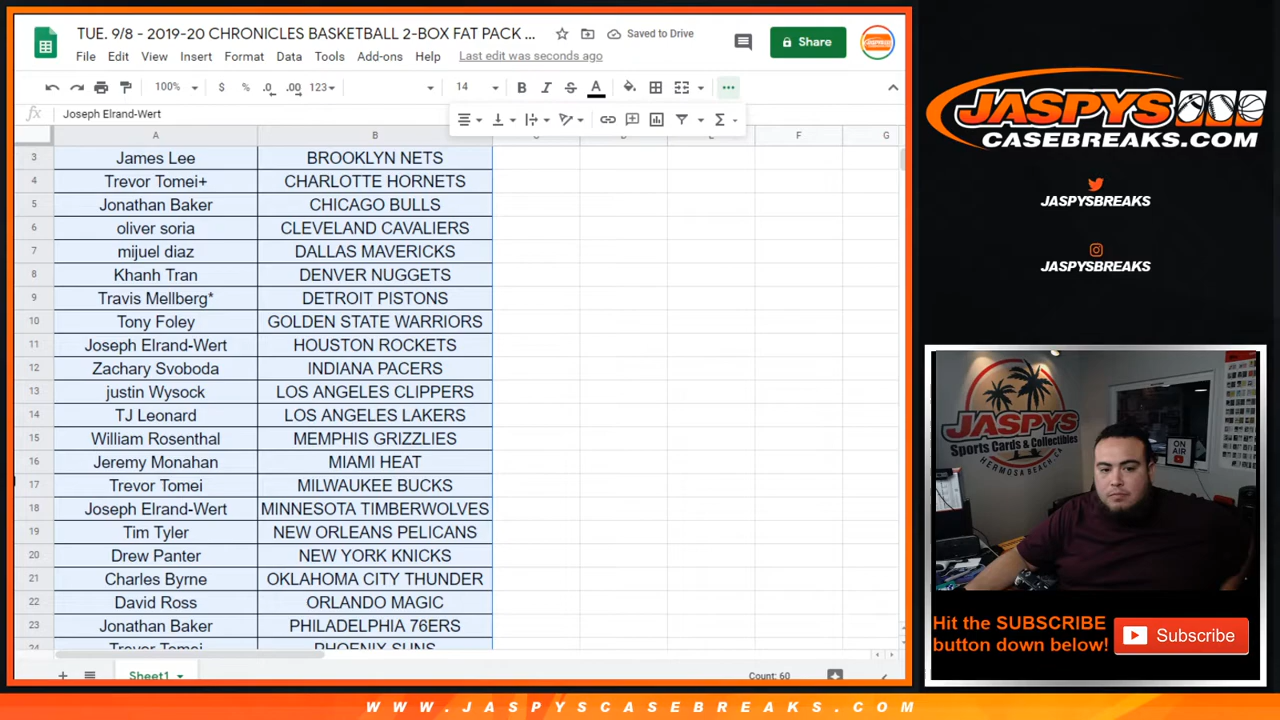 TUE. 9/8 - 2019-20 CHRONICLES BASKETBALL 2-BOX FAT PACK ...
Saved to Drive
Share
File Edit View Insert Format Data Tools Add-ons Help Last edit was seconds ago
100% $ % .0 .00 123 14 B I S A
fx Joseph Elrand-Wert
A B C D E F G
3 James Lee BROOKLYN NETS
4 Trevor Tomei+ CHARLOTTE HORNETS
5 Jonathan Baker CHICAGO BULLS
6 oliver soria CLEVELAND CAVALIERS
7 mijuel diaz DALLAS MAVERICKS
8 Khanh Tran DENVER NUGGETS
9 Travis Mellberg* DETROIT PISTONS
10 Tony Foley GOLDEN STATE WARRIORS
11 Joseph Elrand-Wert HOUSTON ROCKETS
12 Zachary Svoboda INDIANA PACERS
13 justin Wysock LOS ANGELES CLIPPERS
14 TJ Leonard LOS ANGELES LAKERS
15 William Rosenthal MEMPHIS GRIZZLIES
16 Jeremy Monahan MIAMI HEAT
17 Trevor Tomei MILWAUKEE BUCKS
18 Joseph Elrand-Wert MINNESOTA TIMBERWOLVES
19 Tim Tyler NEW ORLEANS PELICANS
20 Drew Panter NEW YORK KNICKS
21 Charles Byrne OKLAHOMA CITY THUNDER
22 David Ross ORLANDO MAGIC
23 Jonathan Baker PHILADELPHIA 76ERS
24 Trevor Tomei PHOENIX SUNS
Sheet1
Count: 60
JASPYS
CASEBREAKS.COM
JASPYSBREAKS
JASPYSBREAKS
JASPYS
Sports Cards & Collectibles
HERMOSA BEACH, CA
ON AIR
Hit the SUBSCRIBE
button down below!
Subscribe
WWW.JASPYSCASEBREAKS.COM